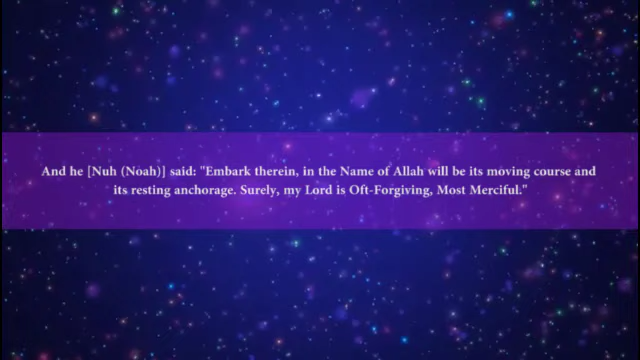 And he [Nuh (Noah)] said: "Embark therein, in the Name of Allah will be its moving course and
its resting anchorage. Surely, my Lord is Oft-Forgiving, Most Merciful."